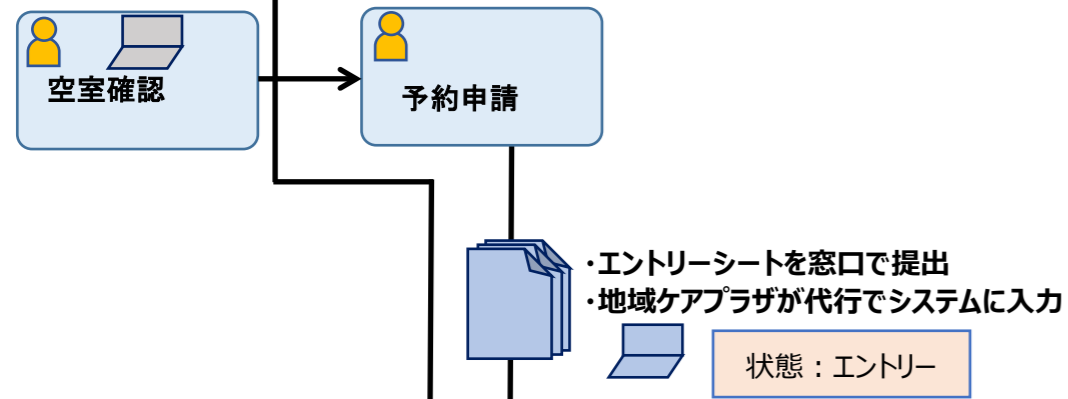 空室確認
予約申請
・エントリーシートを窓口で提出
・地域ケアプラザが代行でシステムに入力
状態：エントリー